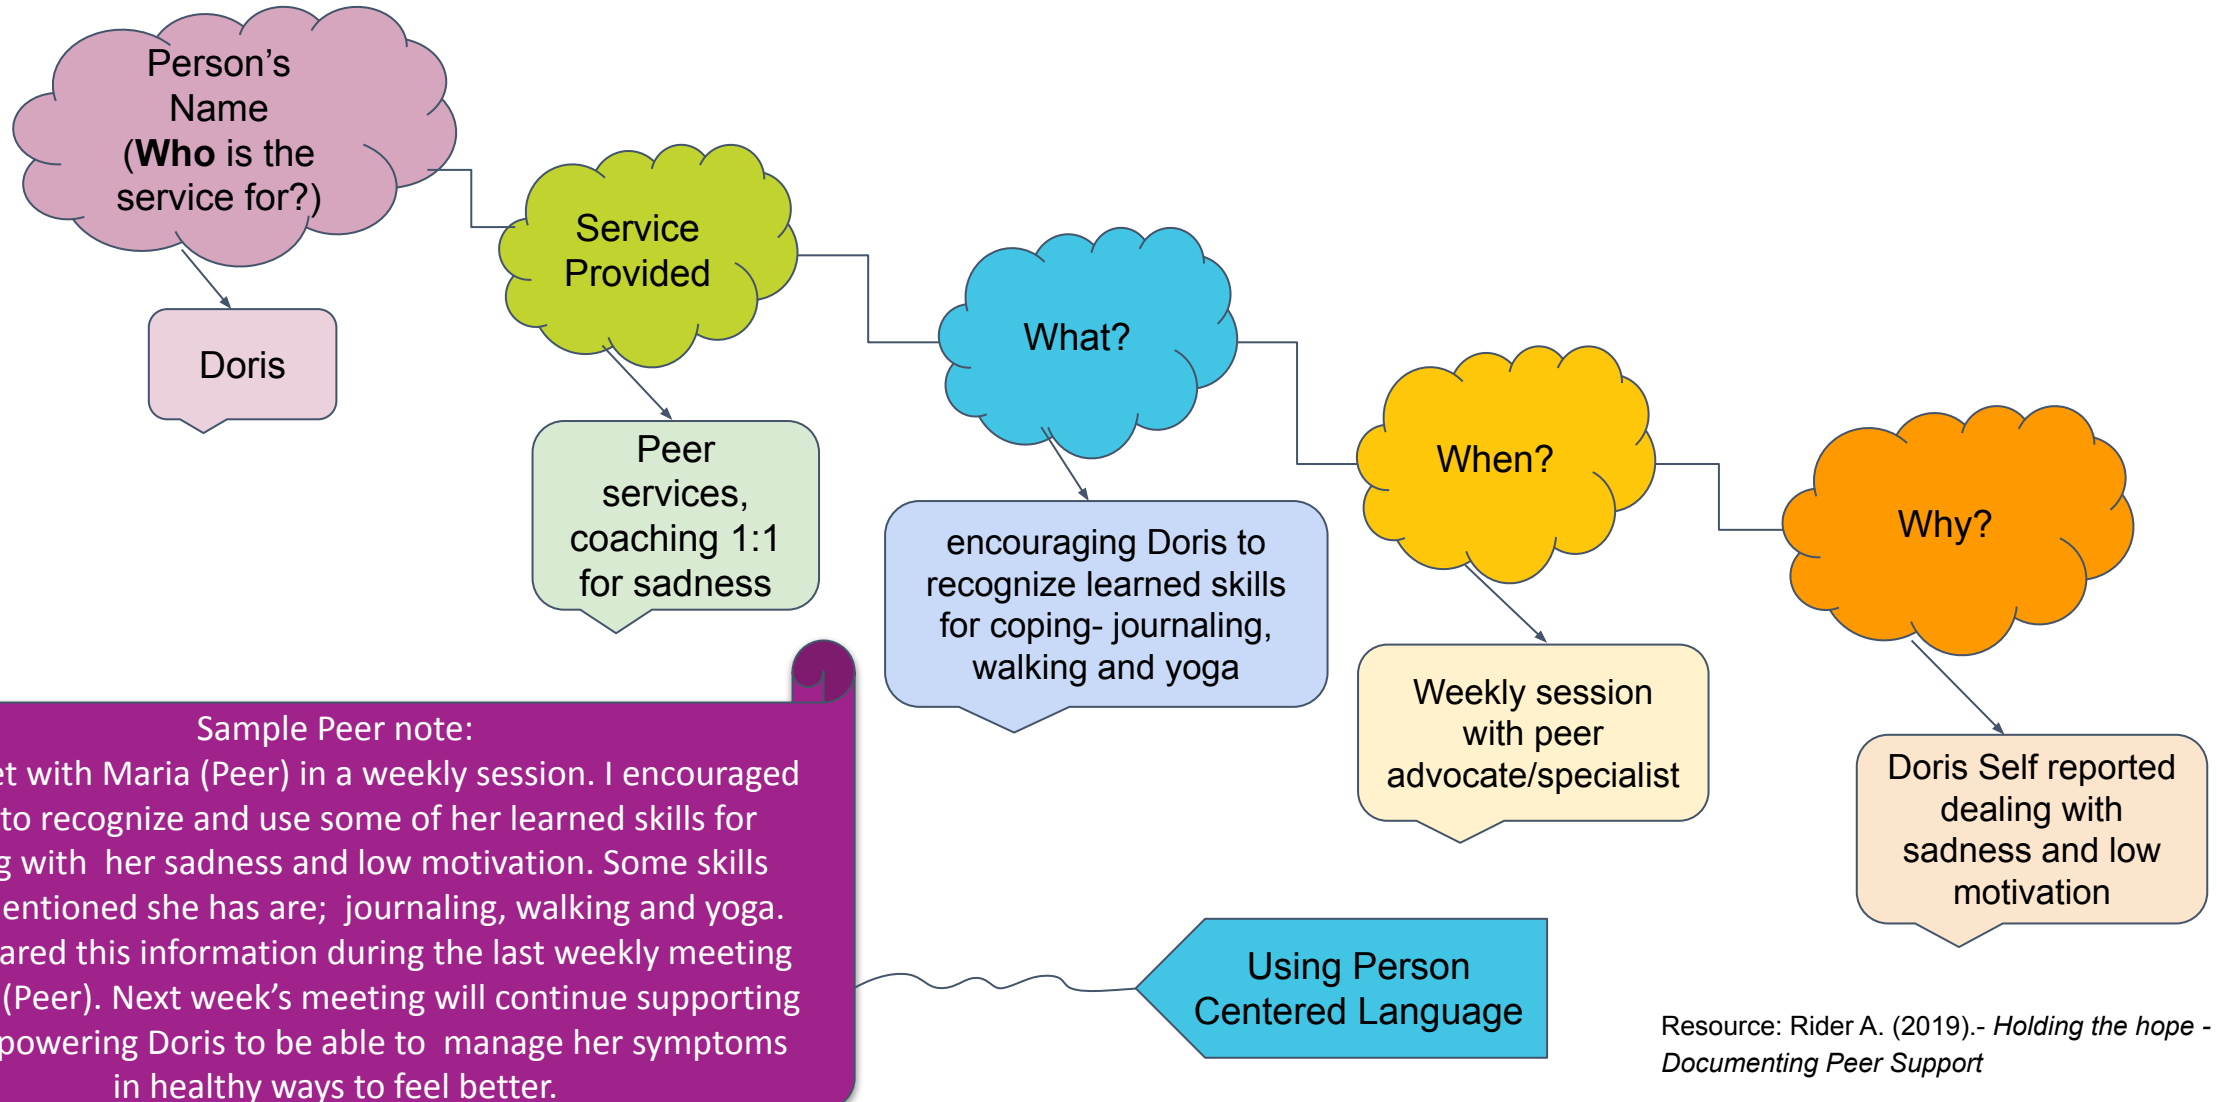 Person’s
Name
(Who is the
service for?)
Doris
Service
Provided
Peer
services,
coaching 1:1
for sadness
What?
encouraging Doris to
recognize learned skills
for coping- journaling,
walking and yoga
When?
Weekly session
with peer
advocate/specialist
Why?
Doris Self reported
dealing with
sadness and low
motivation
Sample Peer note:
with Maria (Peer) in a weekly session. I encouraged
to recognize and use some of her learned skills for
with  her sadness and low motivation. Some skills
she has are;  journaling, walking and yoga.
this information during the last weekly meeting
(Peer). Next week’s meeting will continue supporting
Doris to be able to  manage her symptoms
in healthy ways to feel better.
Using Person
Centered Language
Resource: Rider A. (2019).- Holding the hope -
Documenting Peer Support